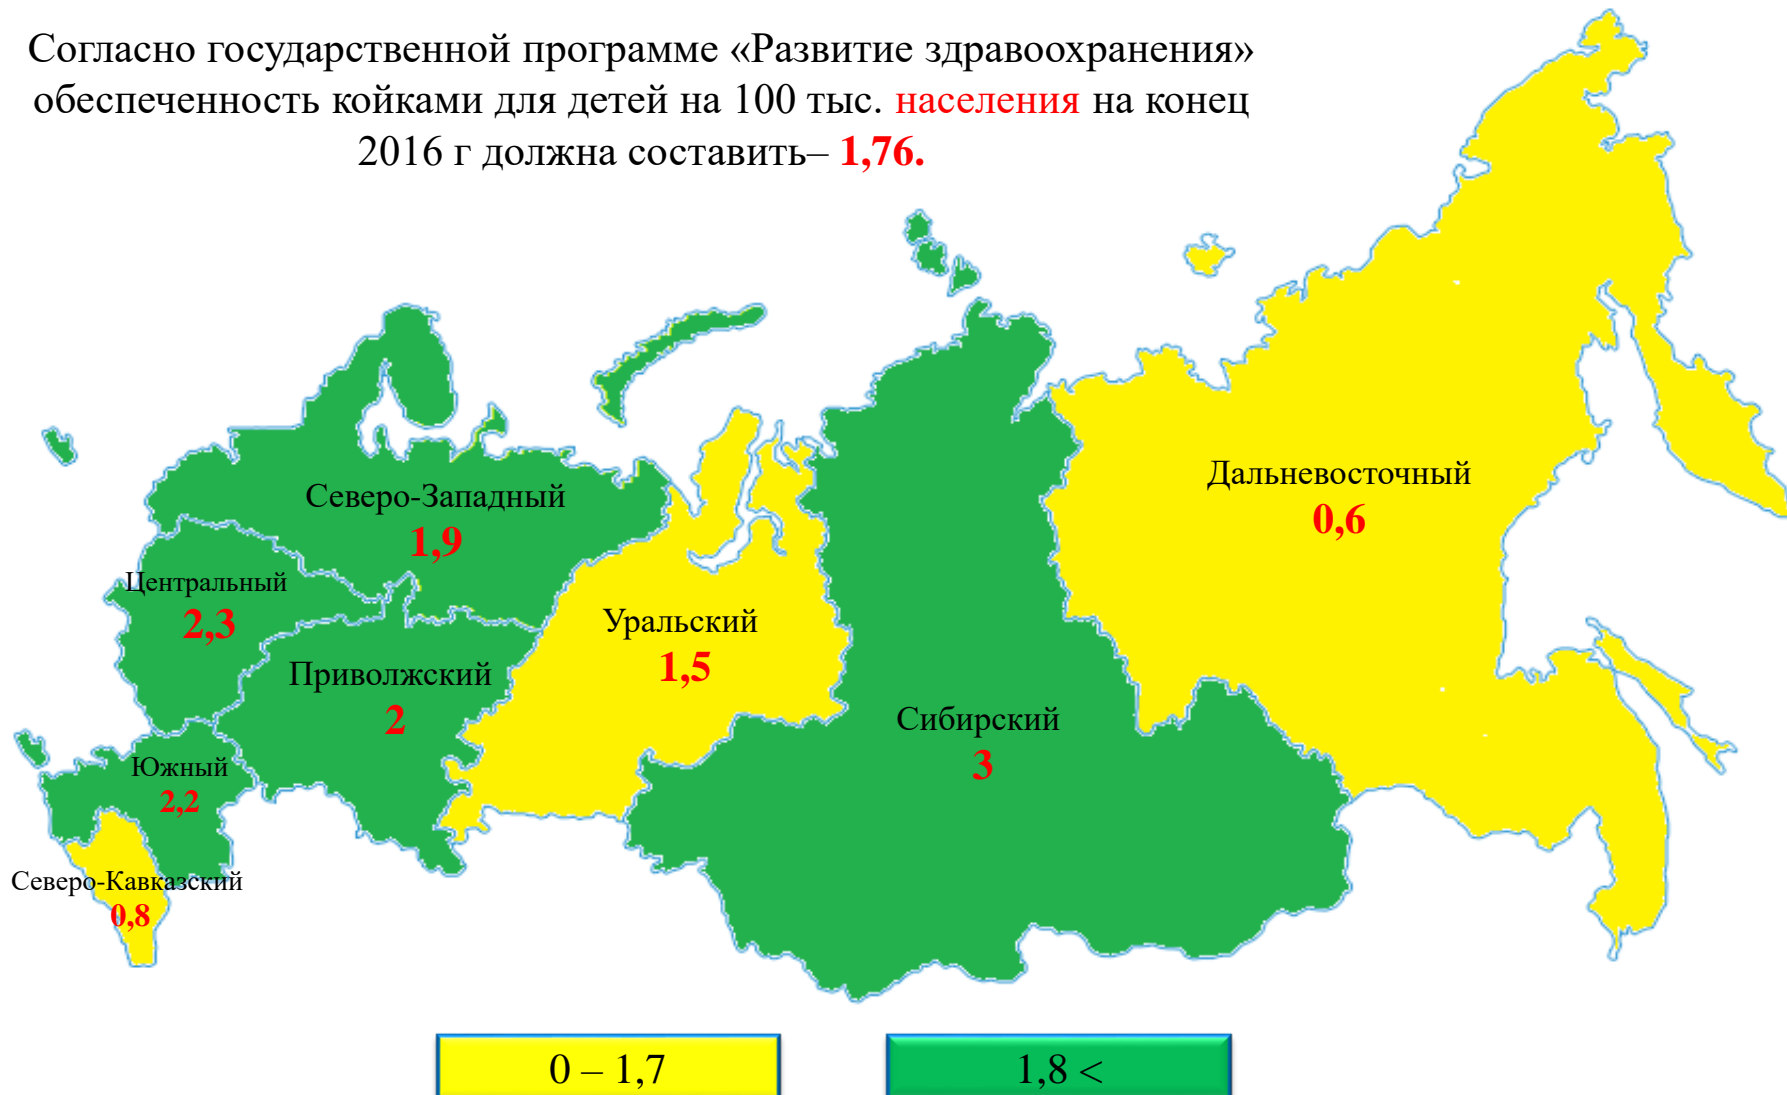 Согласно государственной программе «Развитие здравоохранения»
обеспеченность койками для детей на 100 тыс. населения на конец
2016 г должна составить– 1,76.
Северо-Западный
1,9
Дальневосточный
0,6
Центральный
2,3
Уральский
1,5
Приволжский
2
Сибирский
3
Южный
2,2
Северо-Кавказский
0,8
0 – 1,7
1,8 <